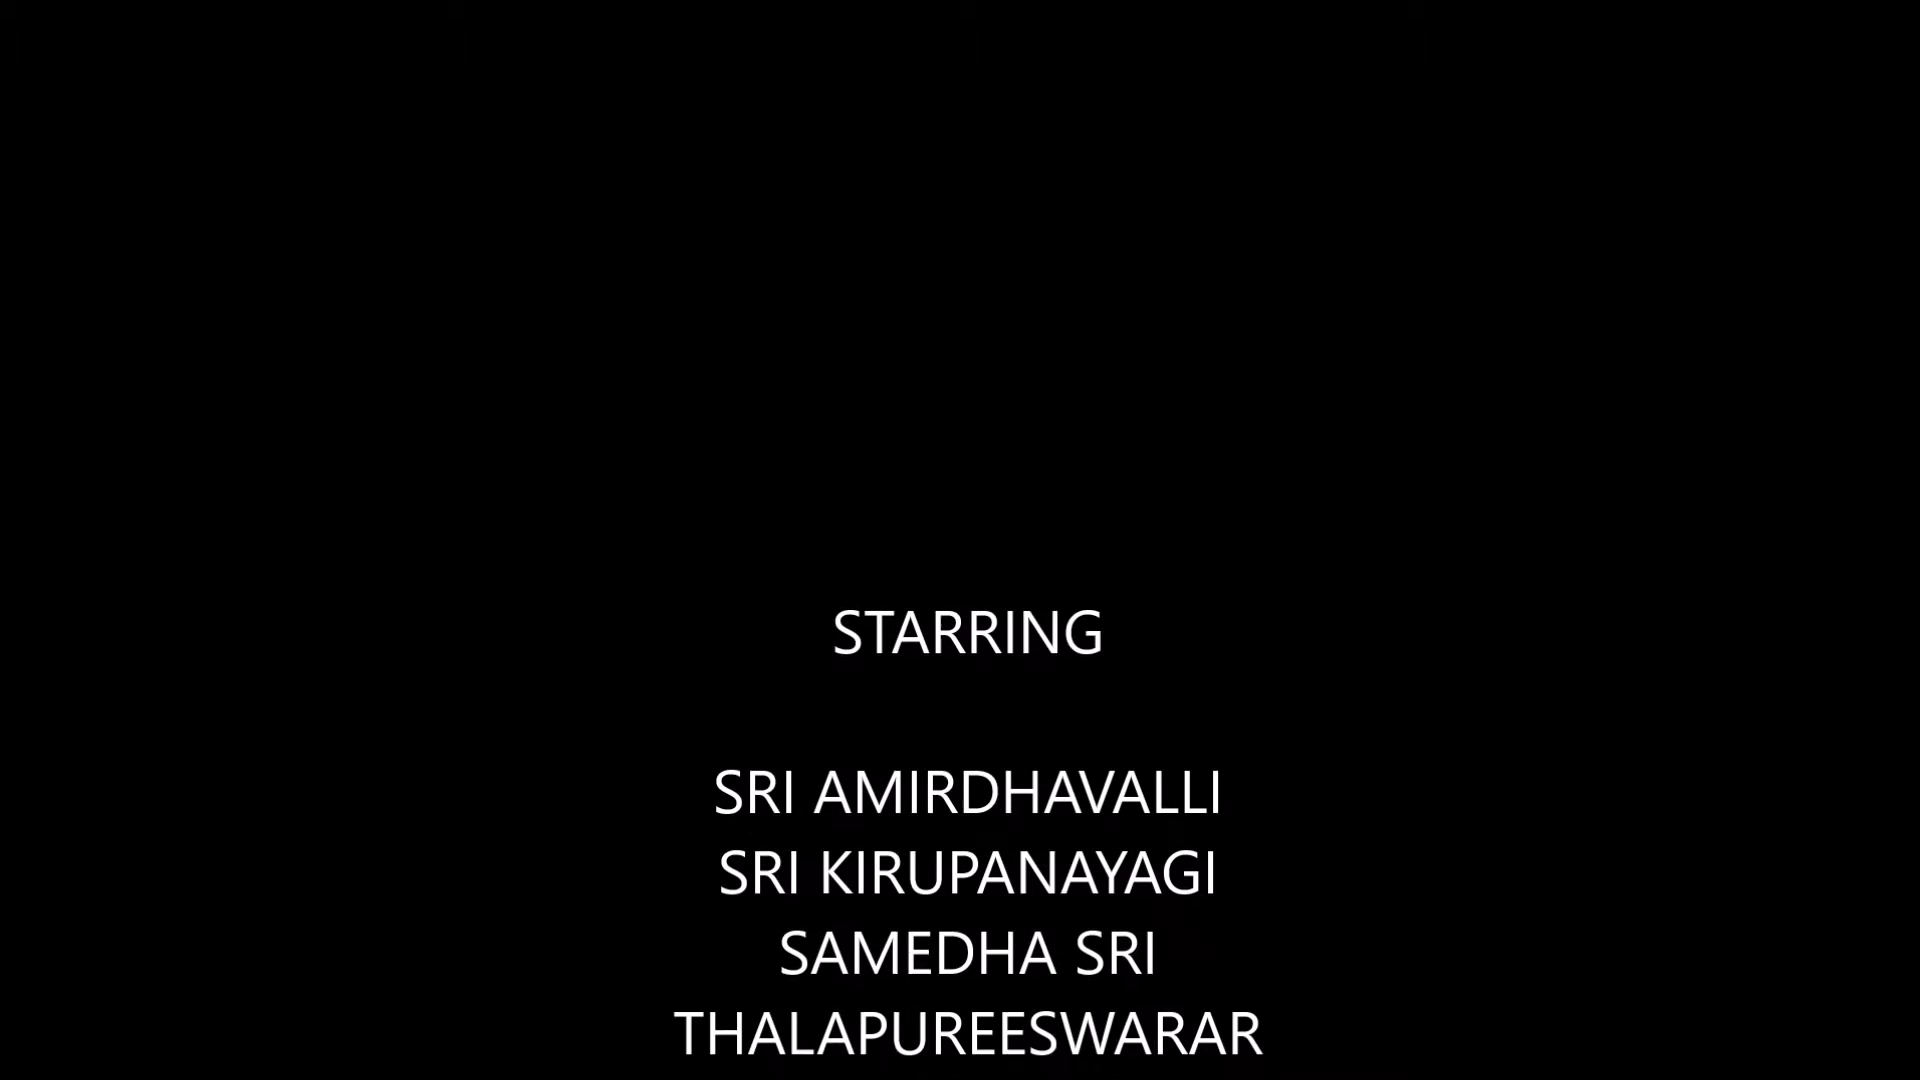 STARRING
SRI AMIRDHAVALLI
SRI KIRUPANAYAGI
SAMEDHA SRI
THALAPUREESWARAR